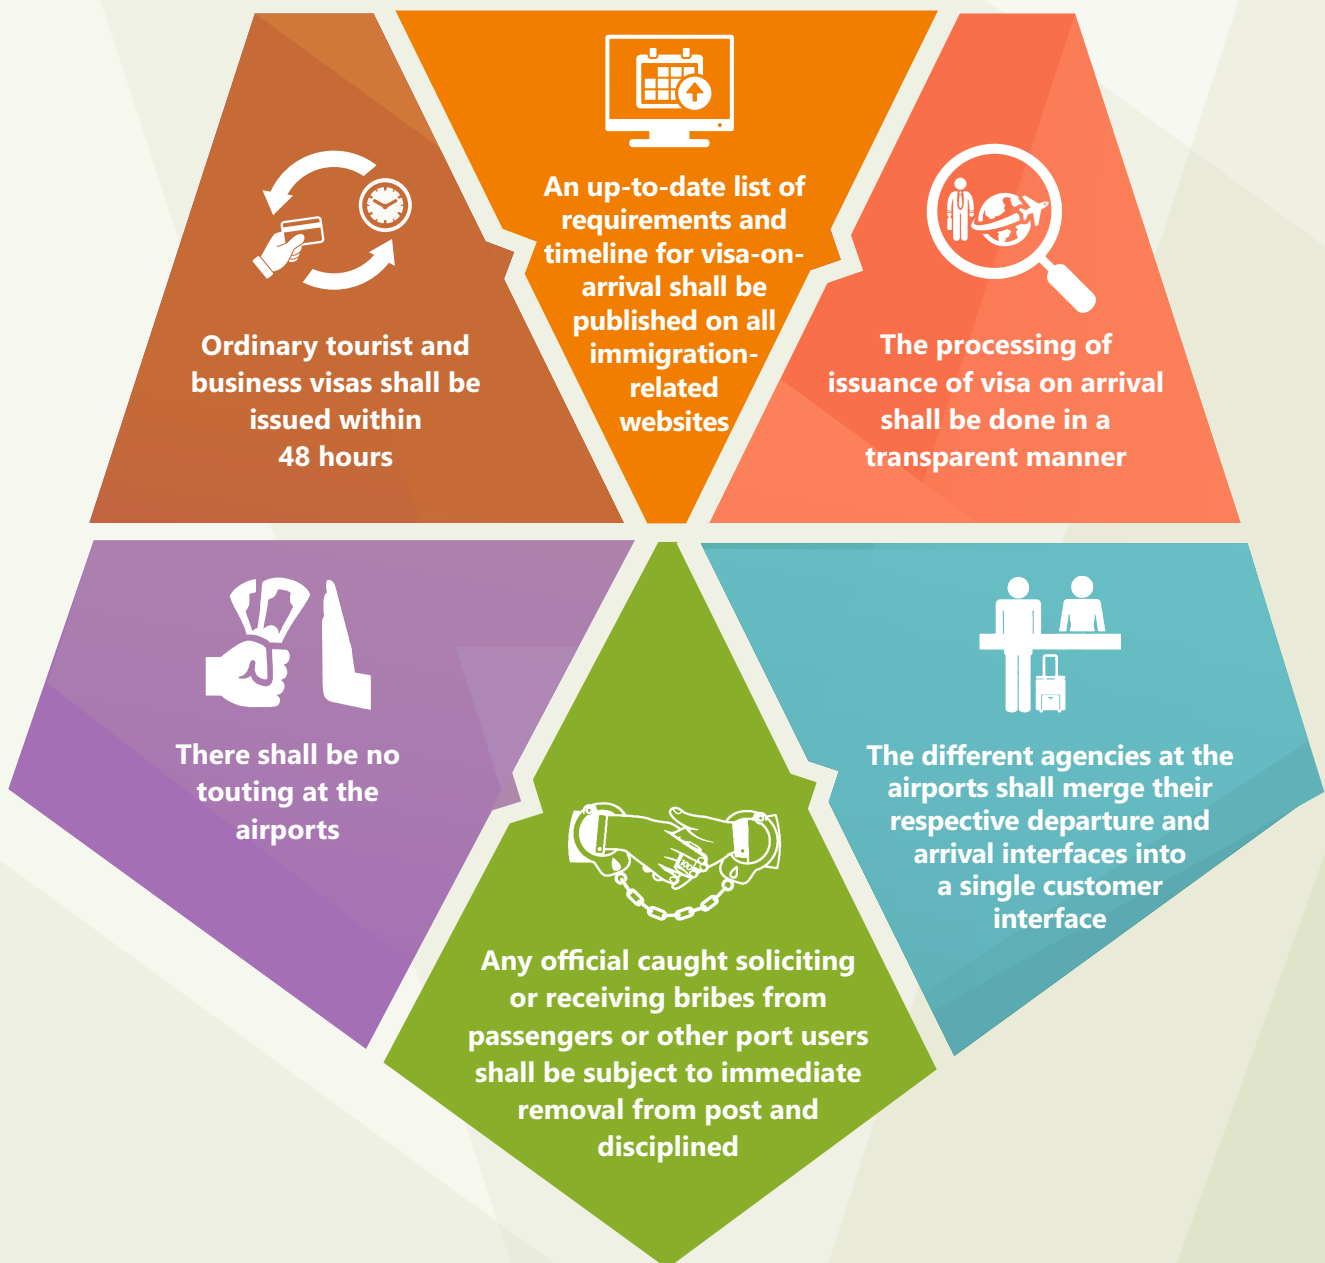 Ordinary tourist and
business visas shall be
issued within
48 hours
An up-to-date list of
requirements and
timeline for visa-on-
arrival shall be
published on all
immigration-
related
websites
The processing of
issuance of visa on arrival
shall be done in a
transparent manner
There shall be no
touting at the
airports
Any official caught soliciting
or receiving bribes from
passengers or other port users
shall be subject to immediate
removal from post and
disciplined
The different agencies at the
airports shall merge their
respective departure and
arrival interfaces into
a single customer
interface